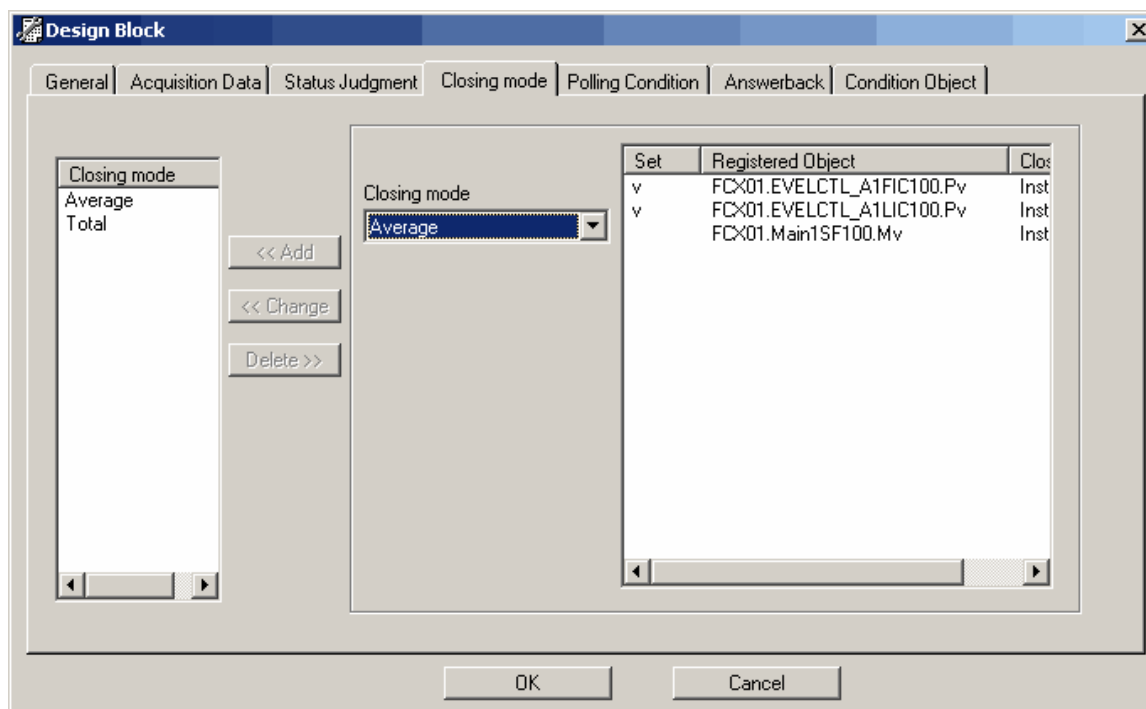 Design Block
General Acquisition Data Status Judgment Closing mode Polling Condition Answerback Condition Object
Closing mode
Average
Total
<< Add
<< Change
Delete >>
Closing mode
Average
Set Registered Object Clos
v FCX01.EVELCTL_A1FIC100.Pv Inst
v FCX01.EVELCTL_A1LIC100.Pv Inst
FCX01.Main1SF100.Mv Inst
OK Cancel